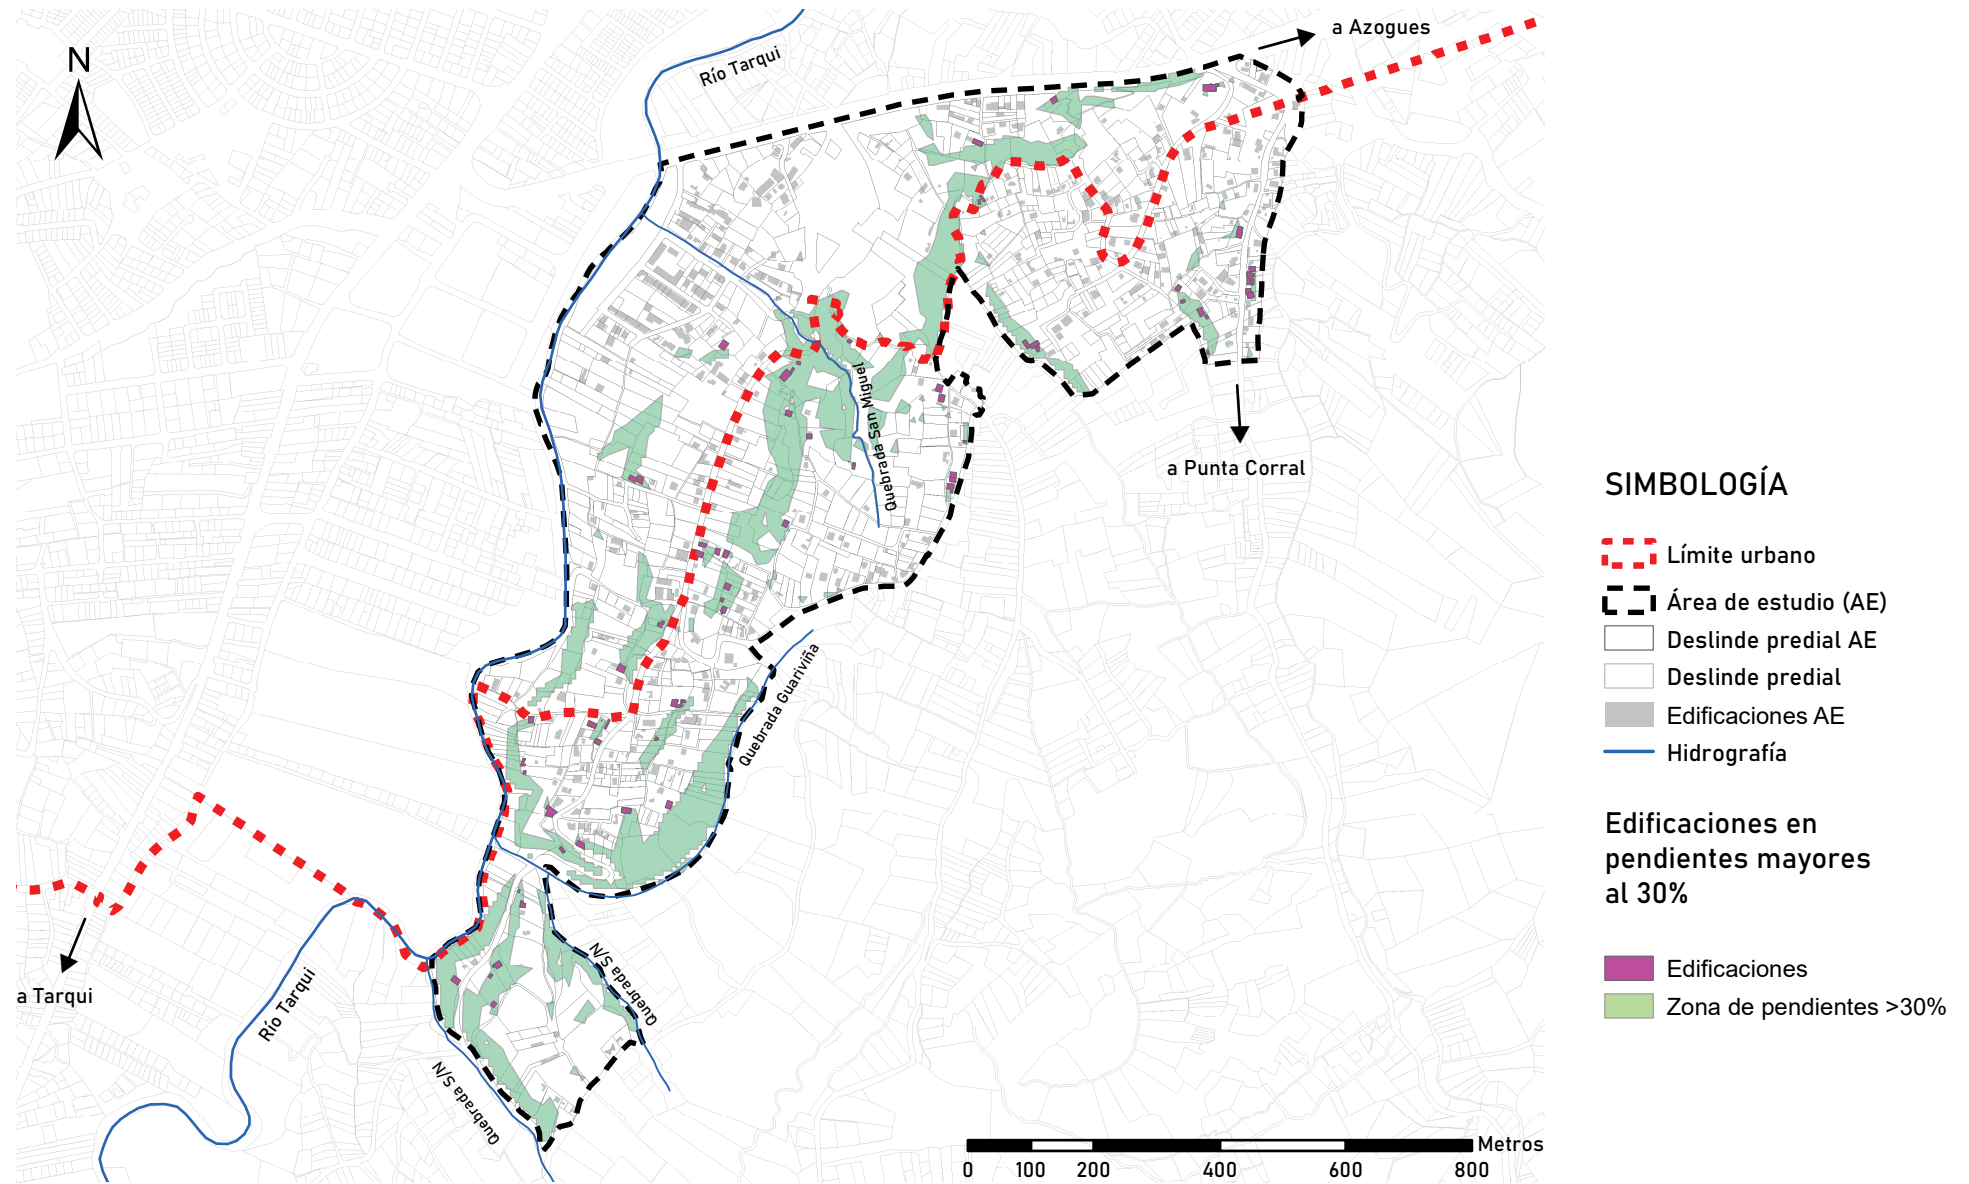 N
Río Tarqui
a Azogues
Quebrada San Miguel
a Punta Corral
Quebrada Guariviña
a Tarqui
Río Tarqui
Quebrada S/N
Quebrada S/N
Metros
0 100 200 400 600 800
SIMBOLOGÍA
Límite urbano
Área de estudio (AE)
Deslinde predial AE
Deslinde predial
Edificaciones AE
Hidrografía
Edificaciones en
pendientes mayores
al 30%
Edificaciones
Zona de pendientes >30%